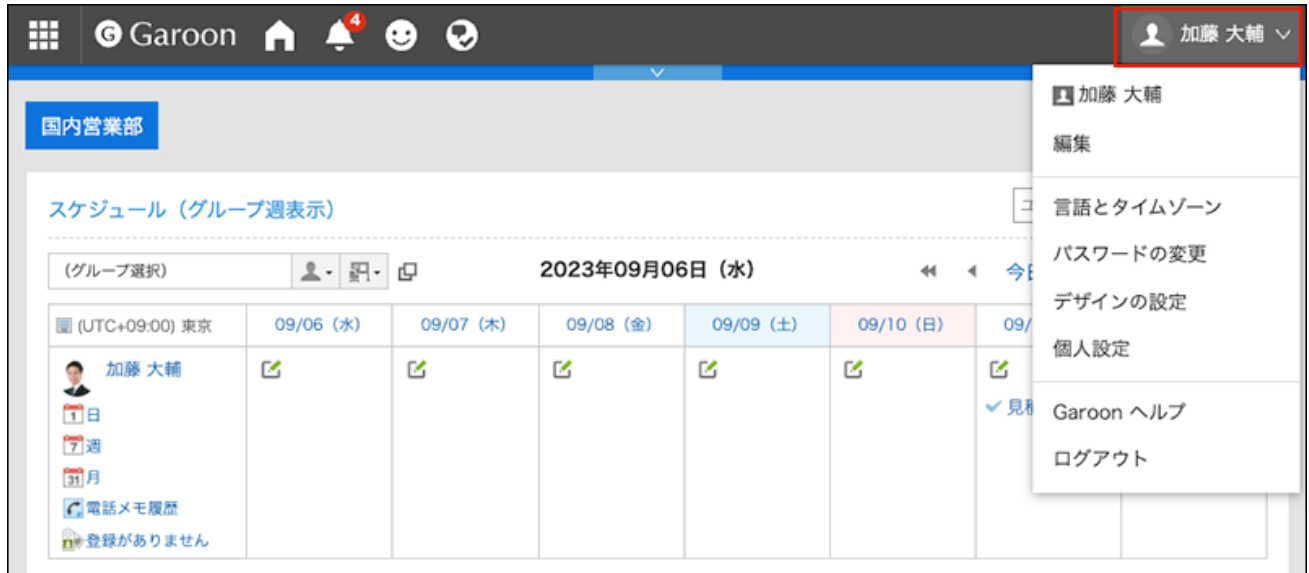 G Garoon 4 加藤 大輔
加藤 大輔
国内営業部
編集
スケジュール（グループ週表示）
言語とタイムゾーン
パスワードの変更
(グループ選択)
2023年09月06日（水）
今
デザインの設定
(UTC+09:00) 東京 09/06（水） 09/07（木） 09/08（金） 09/09（土） 09/10（日） 09/
個人設定
加藤 大輔
1 日
見
Garoon ヘルプ
7 週
ログアウト
31 月
電話メモ履歴
登録がありません